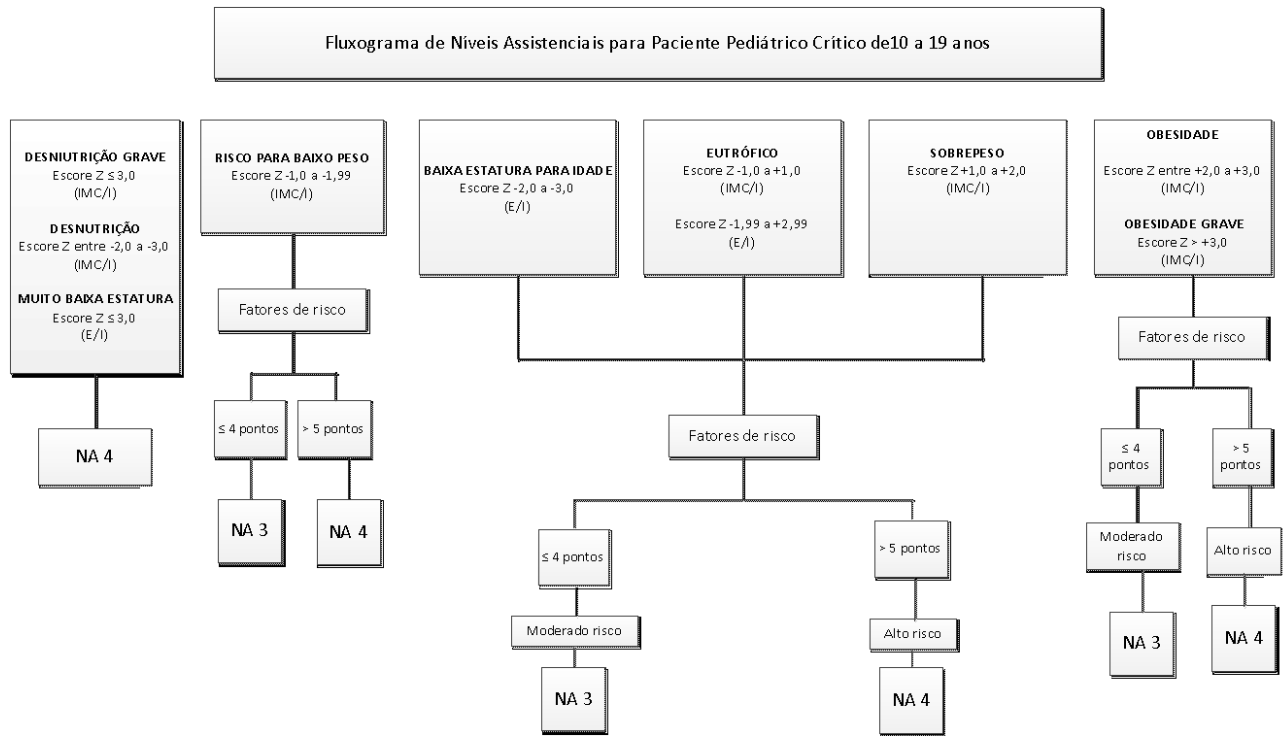 Fluxograma de Níveis Assistenciais para Paciente Pediátrico Crítico de10 a 19 anos
DESNIUTRIÇÃO GRAVE
Escore Z ≤ 3,0
(IMC/I)
DESNUTRIÇÃO
Escore Z entre -2,0 a -3,0
(IMC/I)
MUITO BAIXA ESTATURA
Escore Z ≤ 3,0
(E/I)
NA 4
RISCO PARA BAIXO PESO
Escore Z -1,0 a -1,99
(IMC/I)
Fatores de risco
≤ 4 pontos
> 5 pontos
NA 3
NA 4
BAIXA ESTATURA PARA IDADE
Escore Z -2,0 a -3,0
(E/I)
EUTRÓFICO
Escore Z -1,0 a +1,0
(IMC/I)
Escore Z -1,99 a +2,99
(E/I)
SOBREPESO
Escore Z +1,0 a +2,0
(IMC/I)
Fatores de risco
≤ 4 pontos
> 5 pontos
Moderado risco
Alto risco
NA 3
NA 4
OBESIDADE
Escore Z entre +2,0 a +3,0
(IMC/I)
OBESIDADE GRAVE
Escore Z > +3,0
(IMC/I)
Fatores de risco
≤ 4
pontos
> 5
pontos
Moderado
risco
Alto risco
NA 3
NA 4